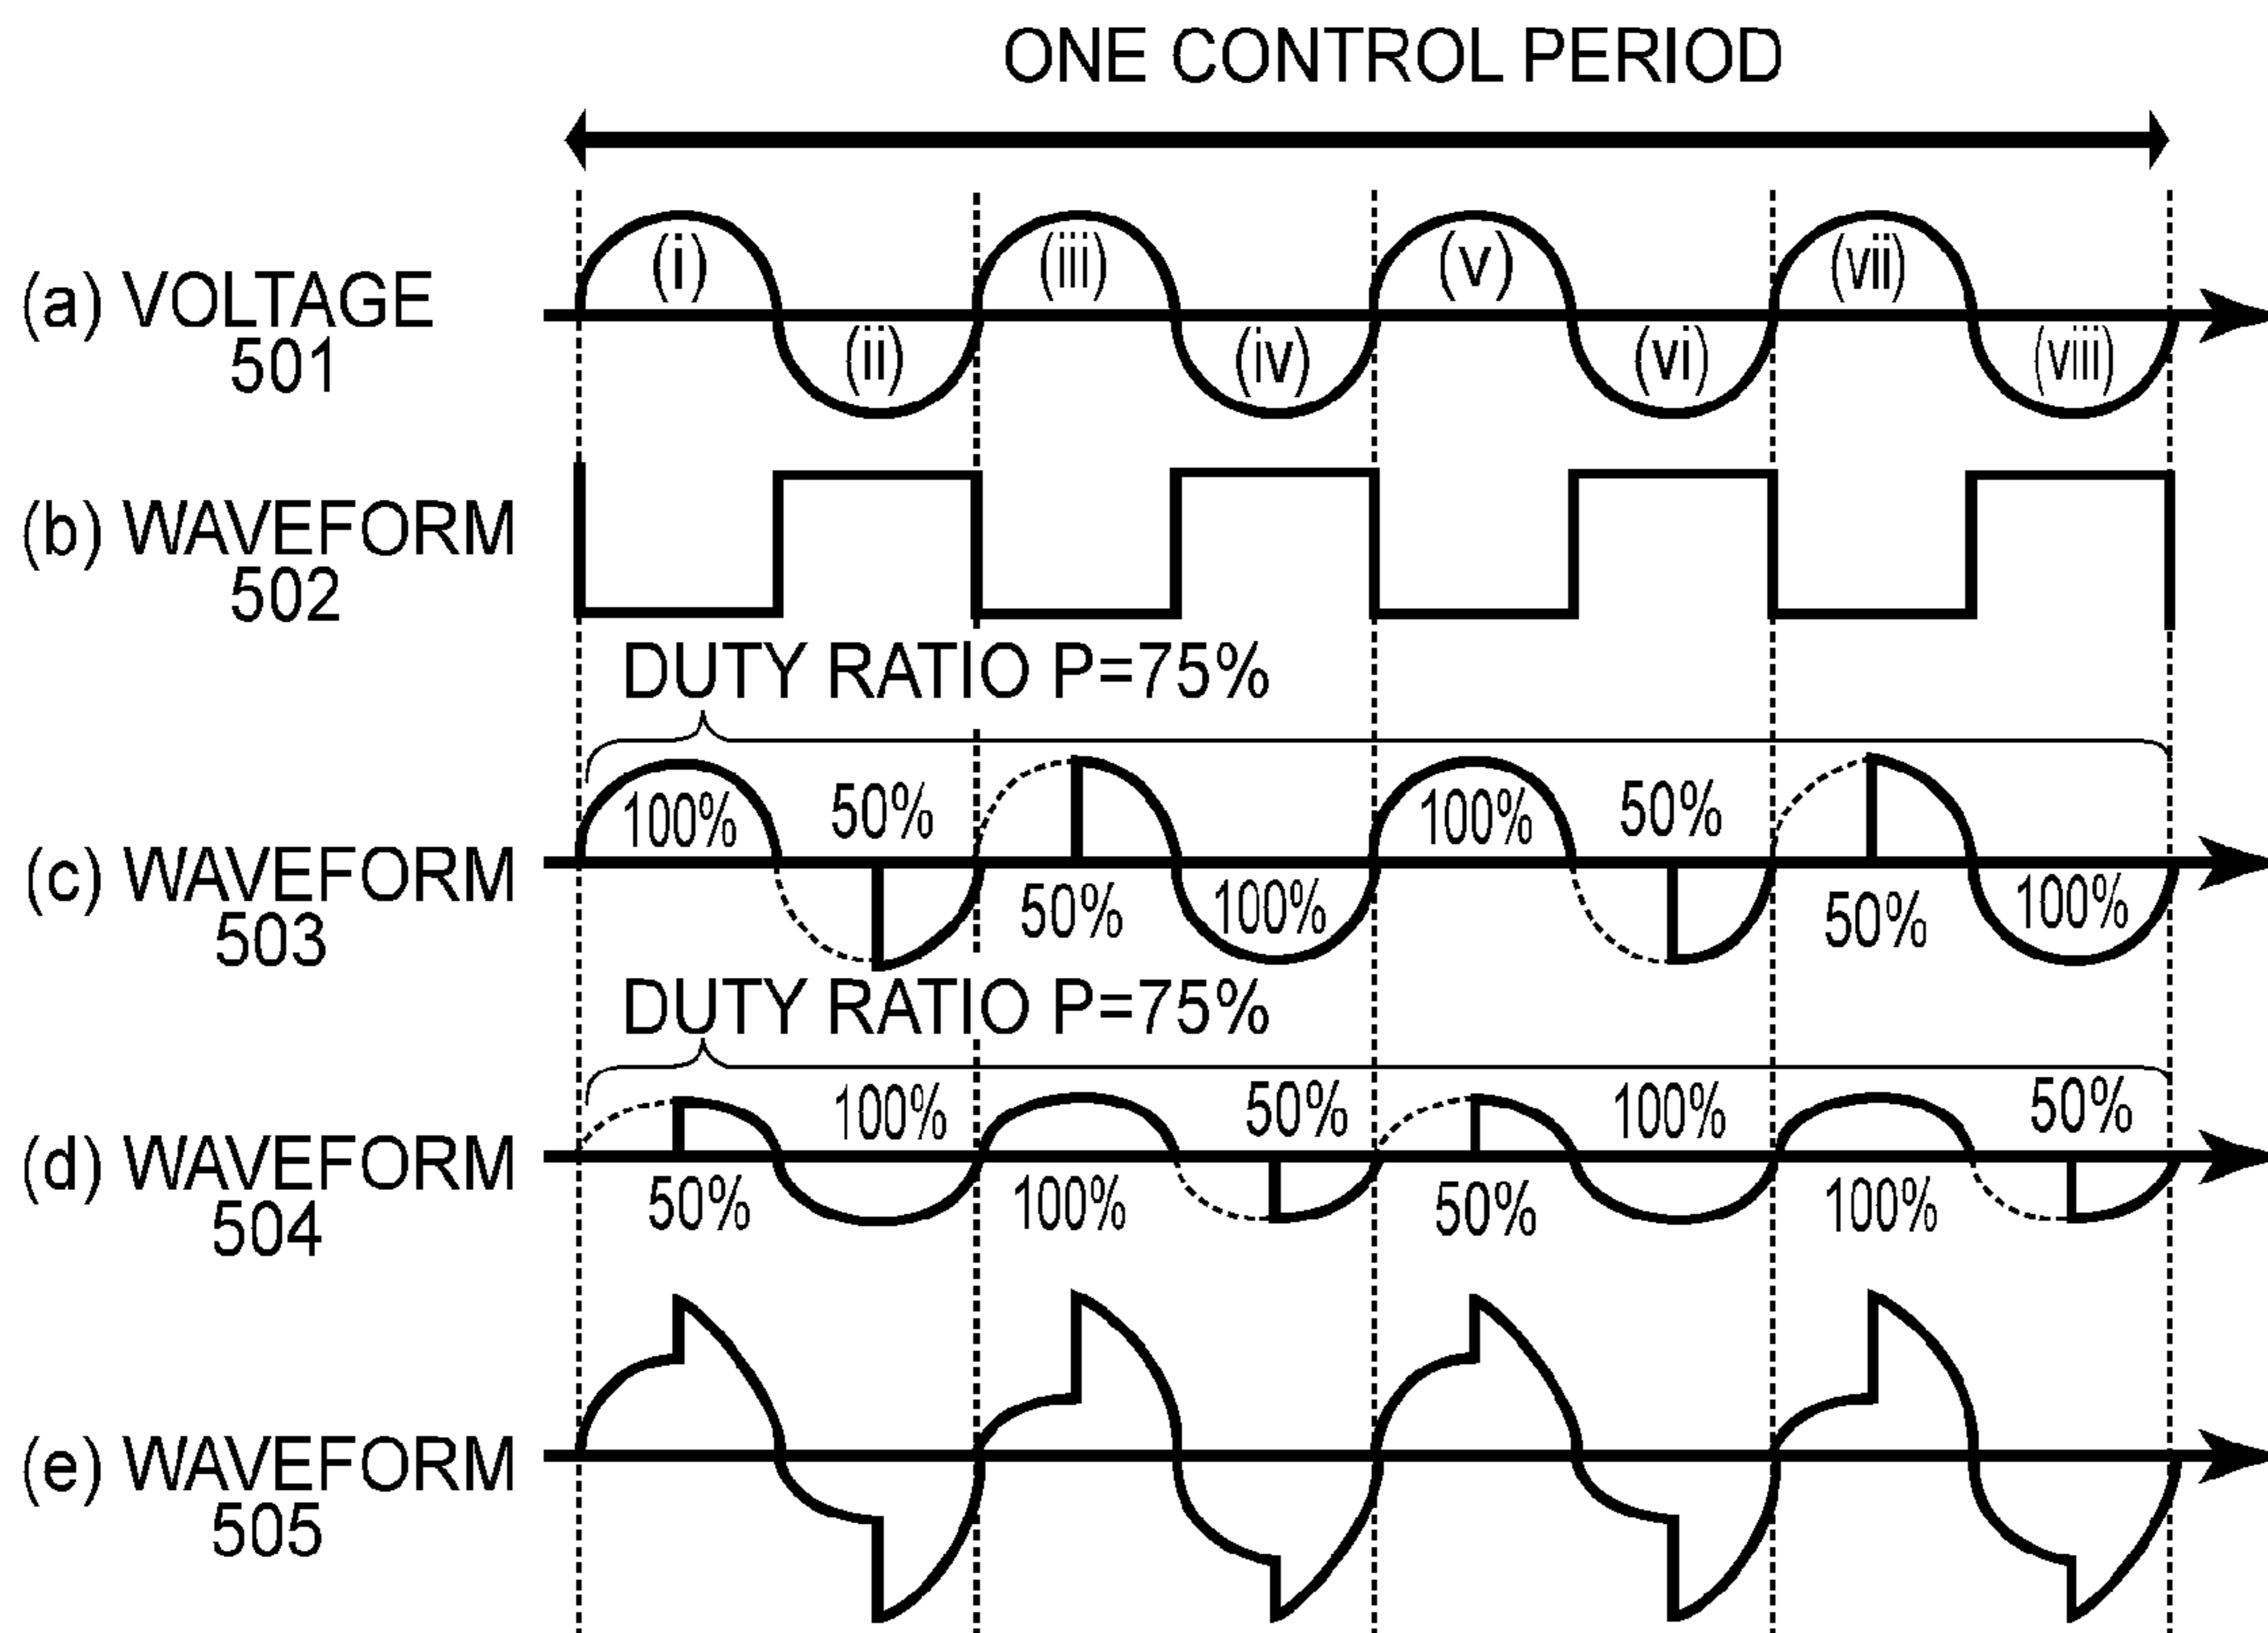 ONE CONTROL PERIOD
(i) (iii) (v) (vii)
(a) VOLTAGE
501
(ii) (iv) (vi) (viii)
(b) WAVEFORM
502
DUTY RATIO P=75%
100% 50% 100% 50%
(c) WAVEFORM
503
50% 100% 50% 100%
DUTY RATIO P=75%
100% 50% 100% 50%
(d) WAVEFORM
504
50% 100% 50% 100%
(e) WAVEFORM
505